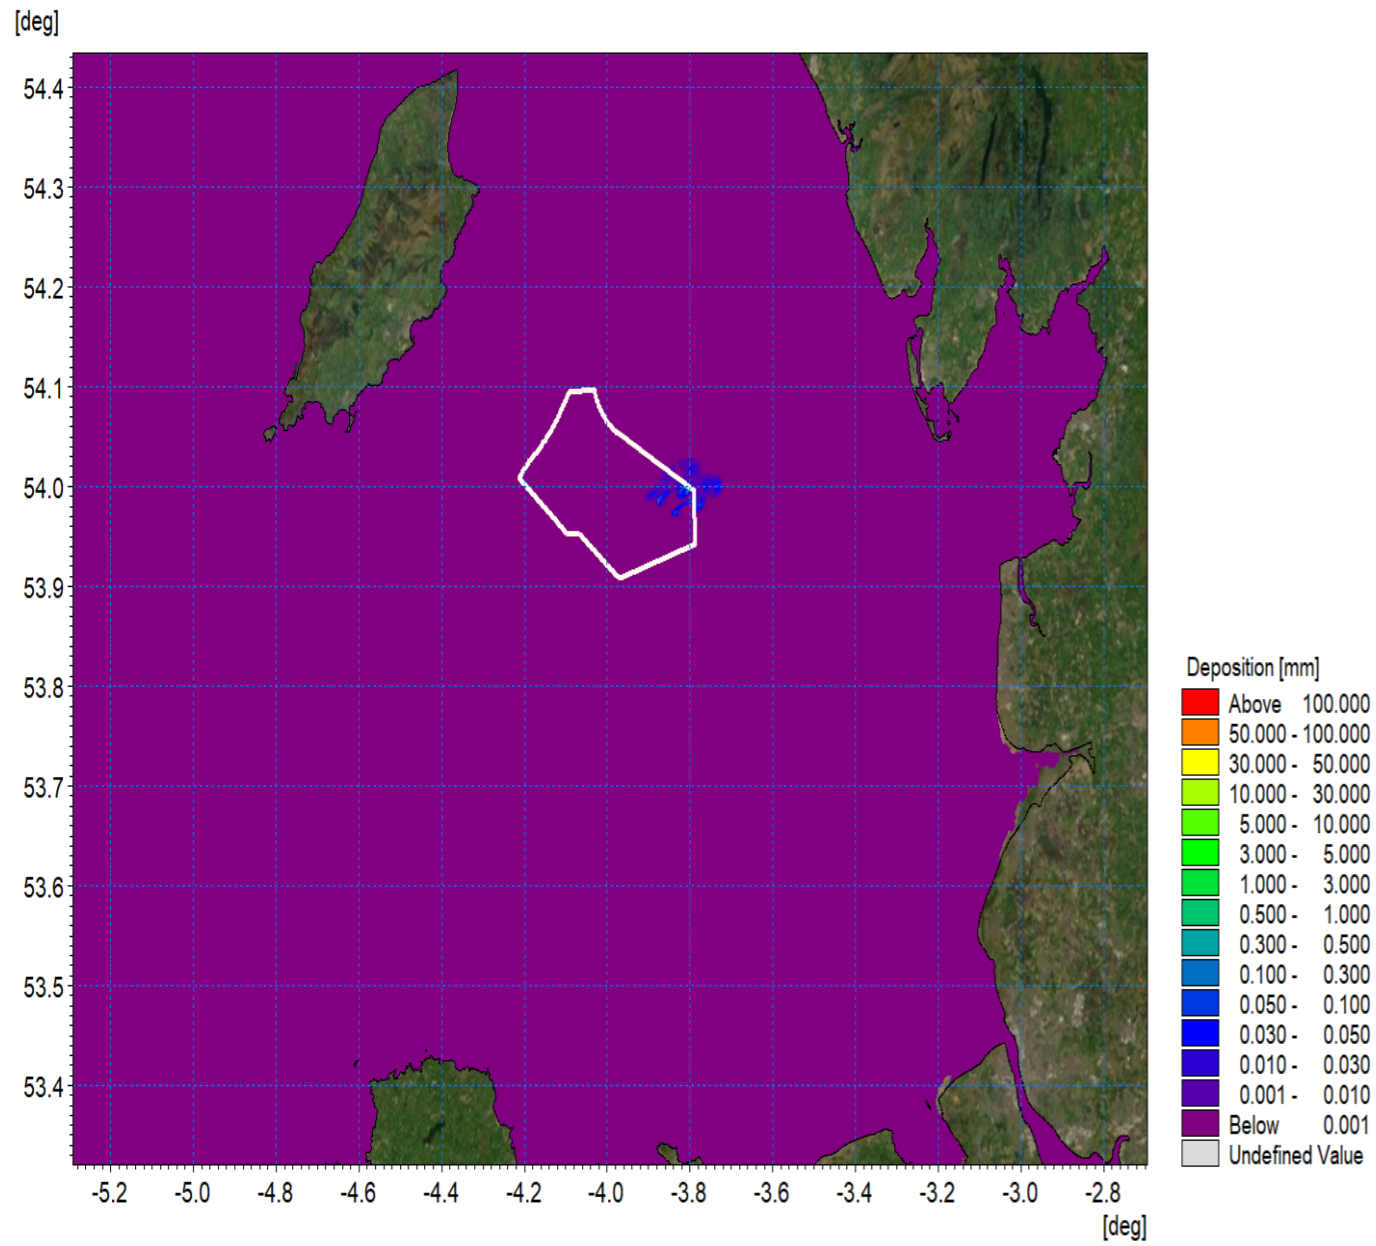 [deg]
54.4
54.3
54.2
54.1
54.0
53.9
53.8
53.7
53.6
53.5
53.4
-5.2 -5.0 -4.8 -4.6 -4.4 -4.2 -4.0 -3.8 -3.6 -3.4 -3.2 -3.0 -2.8
[deg]
Deposition [mm]
Above 100.000
50.000 - 100.000
30.000 - 50.000
10.000 - 30.000
5.000 - 10.000
3.000 - 5.000
1.000 - 3.000
0.500 - 1.000
0.300 - 0.500
0.100 - 0.300
0.050 - 0.100
0.030 - 0.050
0.010 - 0.030
0.001 - 0.010
Below 0.001
Undefined Value